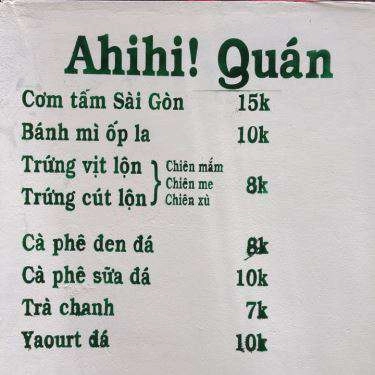 Ahihi! Quán
Cơm tấm Sài Gòn 15k
Bánh mì ốp la 10k
Trứng vịt lộn Chiên mắm
Chiên me 8k
Trứng cút lộn Chiên xù
Cà phê đen đá 8k
Cà phê sữa đá 10k
Trà chanh 7k
Yaourt đá 10k